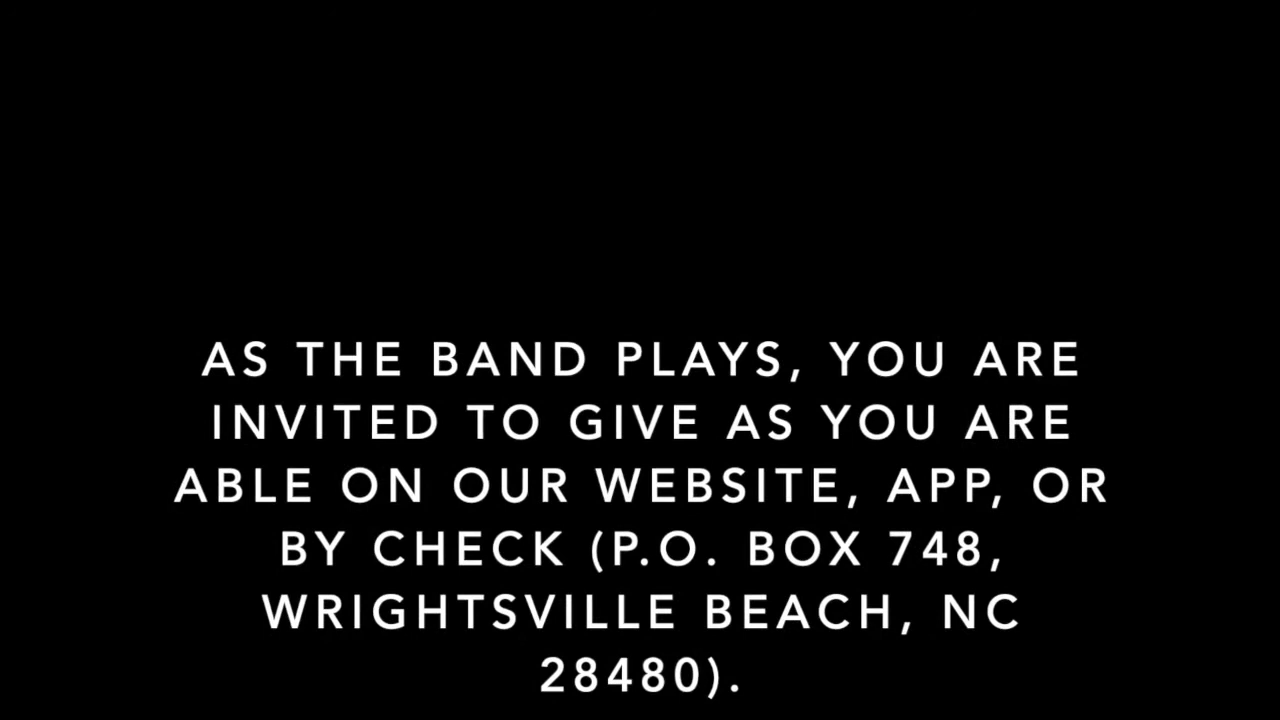 AS THE BAND PLAYS, YOU ARE
INVITED TO GIVE AS YOU ARE
ABLE ON OUR WEBSITE, APP, OR
BY CHECK (P.O. BOX 748,
WRIGHTSVILLE BEACH, NC
28480).